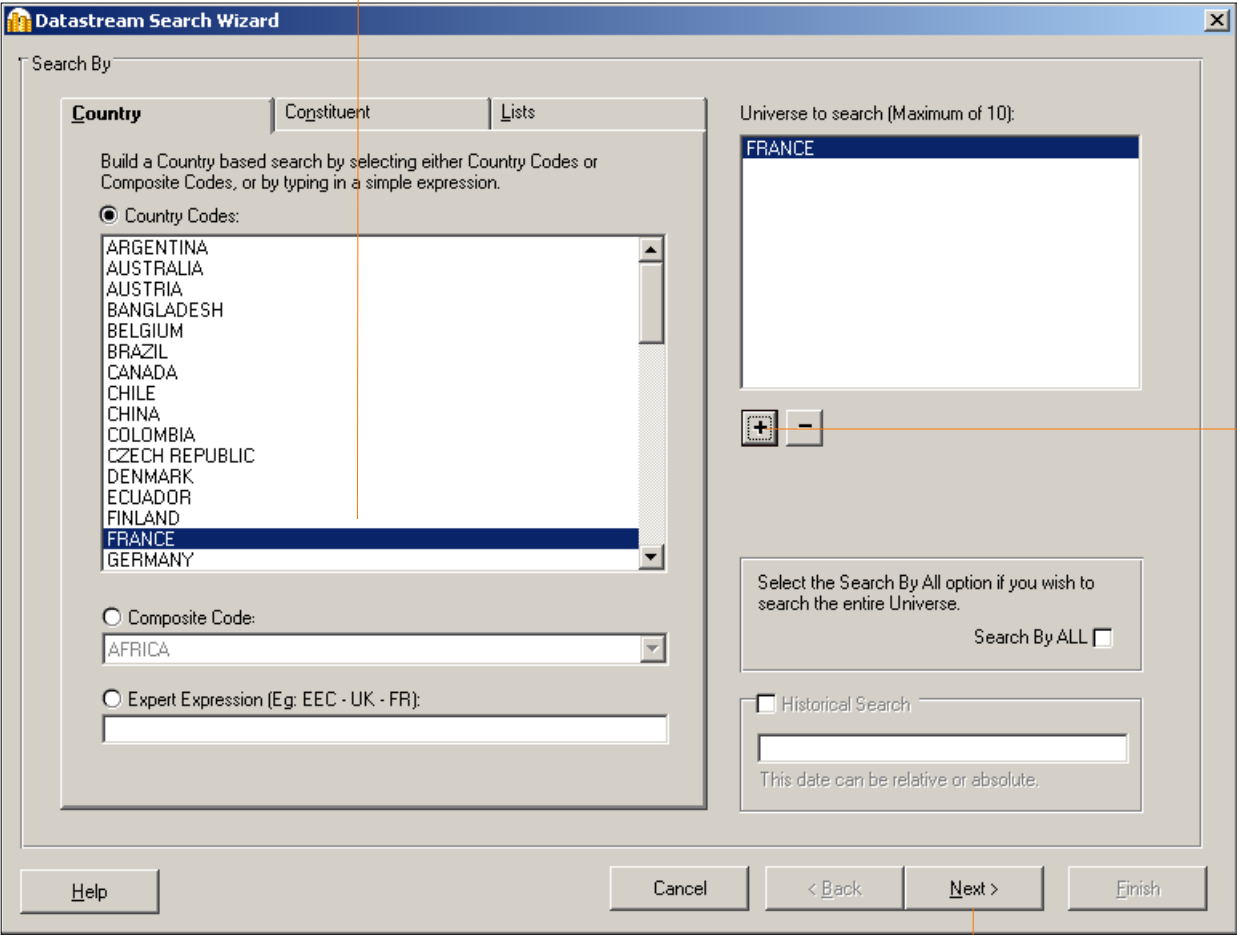 Datastream Search Wizard
Search By
Country
Constituent
Lists
Build a Country based search by selecting either Country Codes or
Composite Codes, or by typing in a simple expression.
Country Codes:
ARGENTINA
AUSTRALIA
AUSTRIA
BANGLADESH
BELGIUM
BRAZIL
CANADA
CHILE
CHINA
COLOMBIA
CZECH REPUBLIC
DENMARK
ECUADOR
FINLAND
FRANCE
GERMANY
Composite Code:
AFRICA
Expert Expression (Eg: EEC - UK - FR):
Universe to search (Maximum of 10):
FRANCE
+
-
Select the Search By All option if you wish to
search the entire Universe.
Search By ALL
Historical Search
This date can be relative or absolute.
Help
Cancel
< Back
Next >
Finish